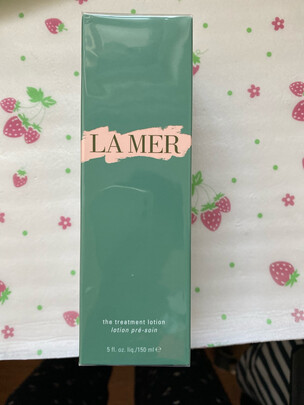 LA MER
the treatment lotion
lotion pré-soin
5 fl. oz. liq./150 ml ℮